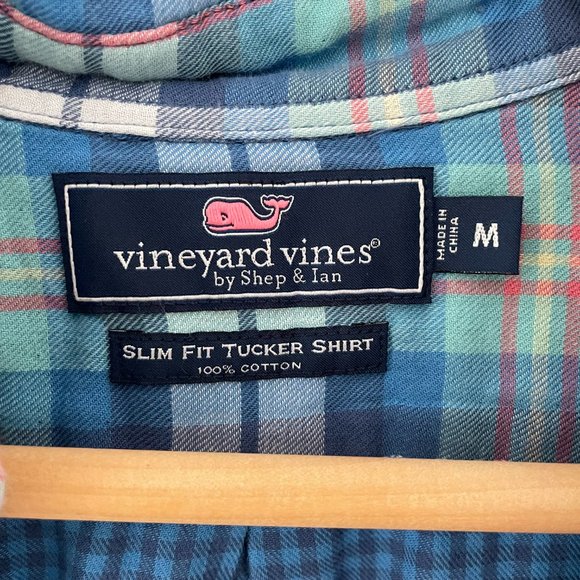 vineyard vines®
by Shep & Ian
MADE IN
CHINA
M
SLIM FIT TUCKER SHIRT
100% COTTON